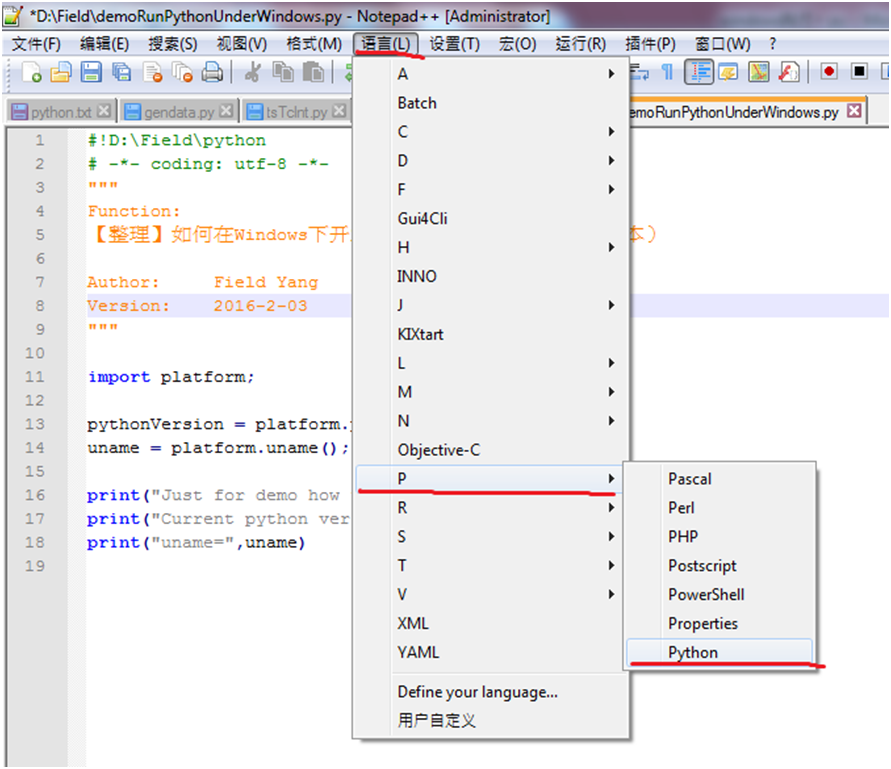 *D:\Field\demoRunPythonUnderWindows.py - Notepad++ [Administrator]
文件(F) 编辑(E) 搜索(S) 视图(V) 格式(M) 语言(L) 设置(T) 宏(O) 运行(R) 插件(P) 窗口(W) ?
python.txt gendata.py tsTcInt.py emoRunPythonUnderWindows.py
1 #!D:\Field\python
2 # -*- coding: utf-8 -*-
3 """
4 Function:
5 【整理】如何在Windows下开 本）
6
7 Author: Field Yang
8 Version: 2016-2-03
9 """
10
11 import platform;
12
13 pythonVersion = platform.
14 uname = platform.uname();
15
16 print("Just for demo how
17 print("Current python ver
18 print("uname=",uname)
19
A
Batch
C
D
F
Gui4Cli
H
INNO
J
KIXtart
L
M
N
Objective-C
P
R
S
T
V
XML
YAML
Define your language...
用户自定义
Pascal
Perl
PHP
Postscript
PowerShell
Properties
Python